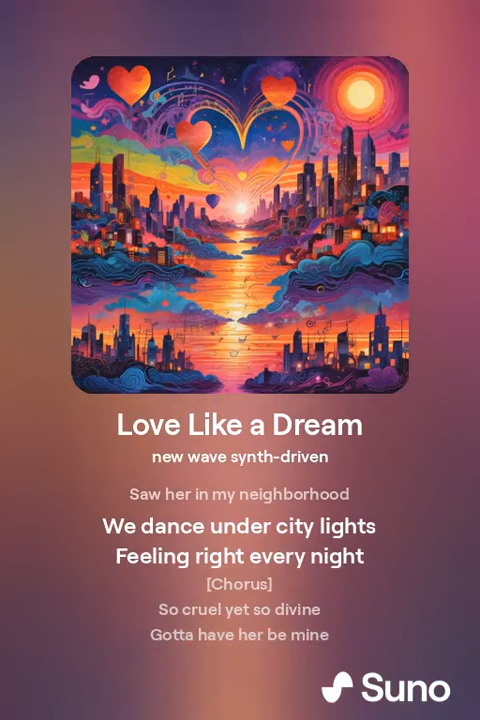 Love Like a Dream
new wave synth-driven
Saw her in my neighborhood
We dance under city lights
Feeling right every night
[Chorus]
So cruel yet so divine
Gotta have her be mine
Suno